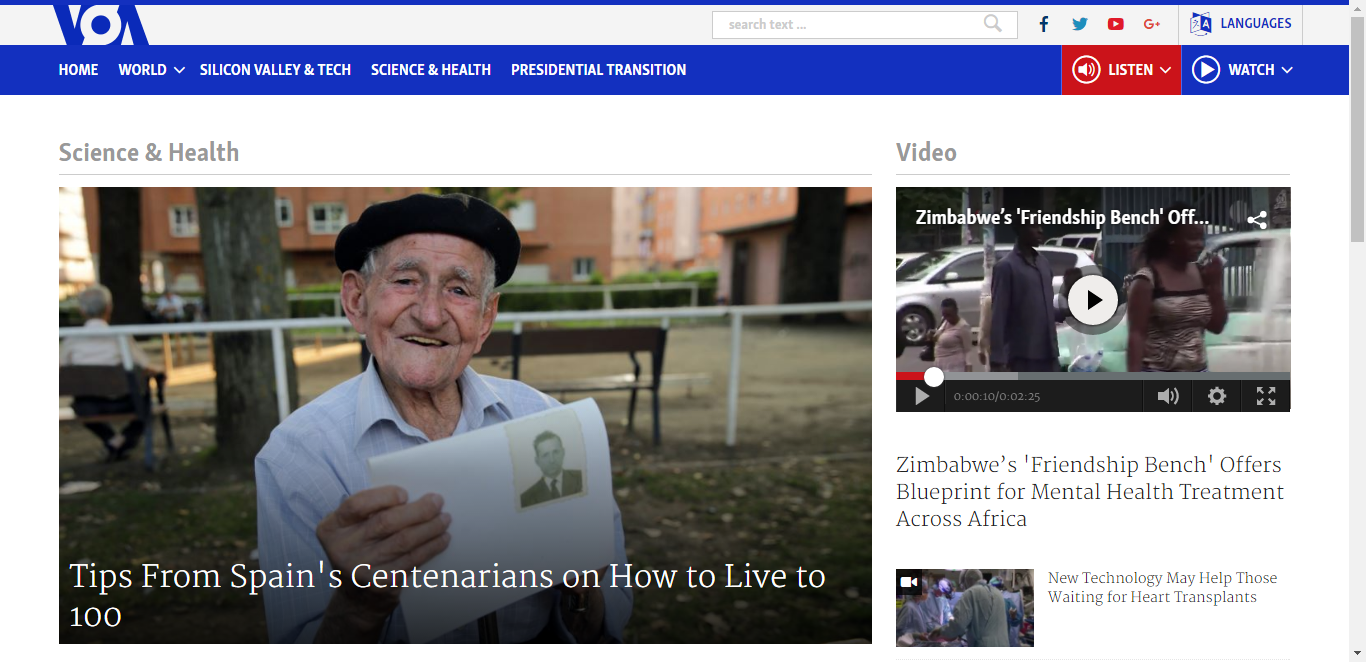 VOA
search text ...
G+
LANGUAGES
HOME
WORLD
SILICON VALLEY & TECH
SCIENCE & HEALTH
PRESIDENTIAL TRANSITION
LISTEN
WATCH
Science & Health
Tips From Spain's Centenarians on How to Live to
100
Video
Zimbabwe’s 'Friendship Bench' Off...
0:00:10/0:02:25
Zimbabwe’s 'Friendship Bench' Offers
Blueprint for Mental Health Treatment
Across Africa
New Technology May Help Those
Waiting for Heart Transplants